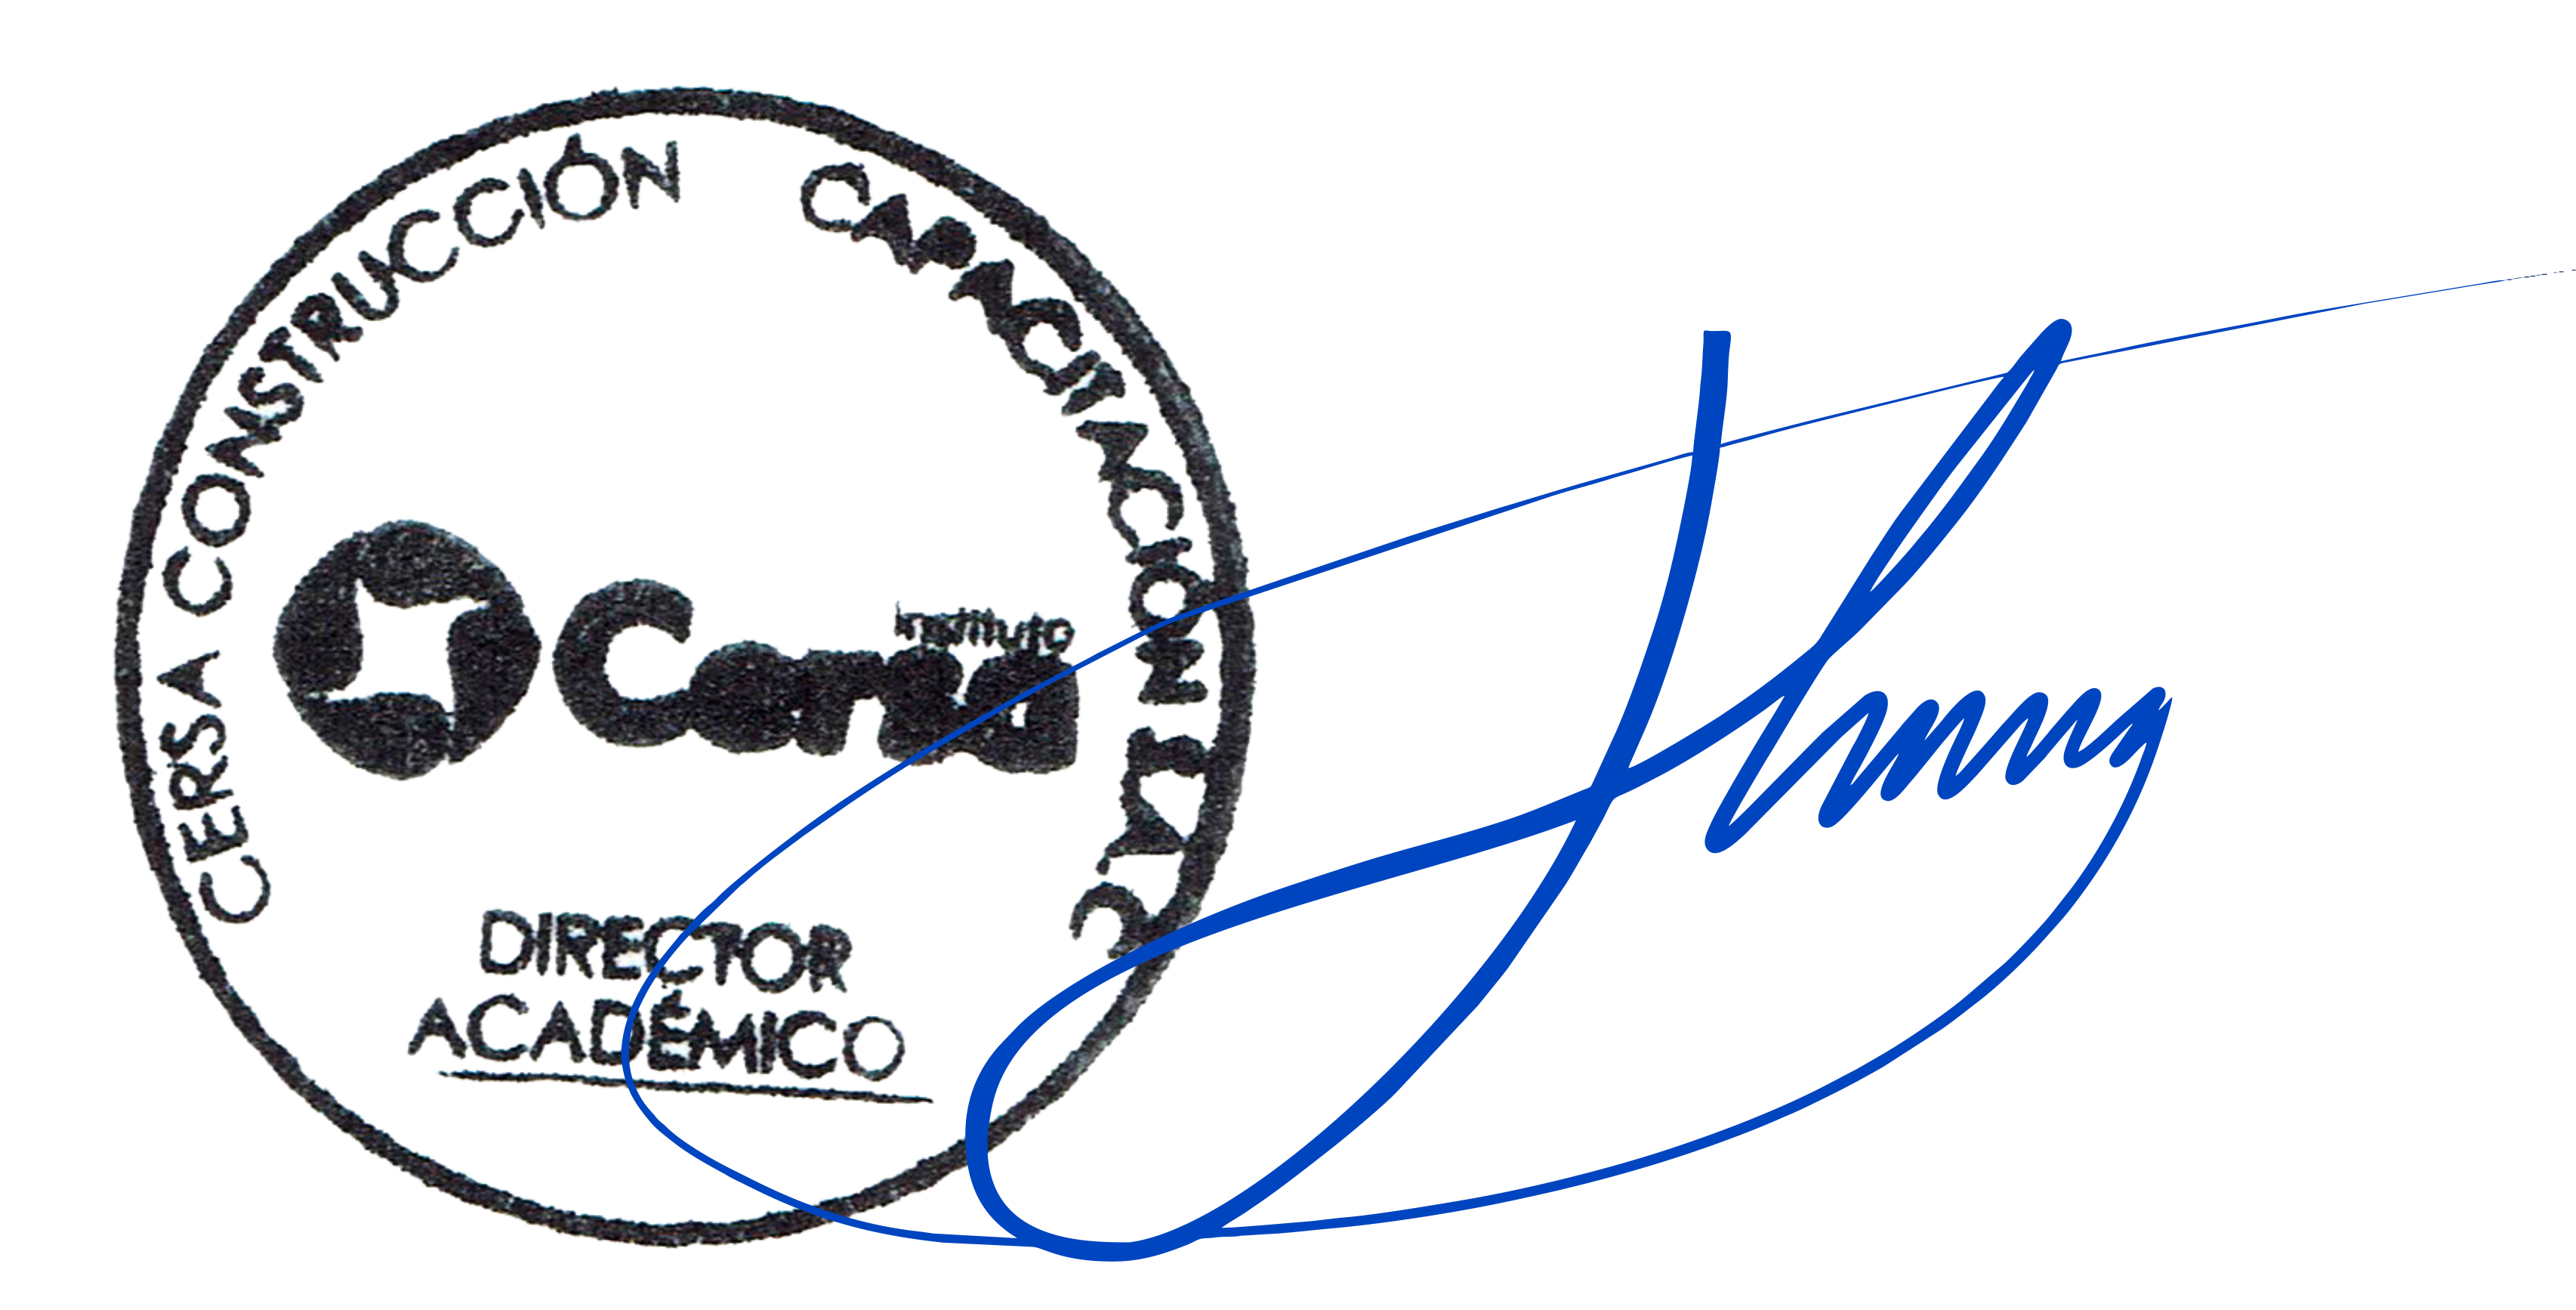 CERSA CONSTRUCCIÓN CAPACITACIÓN
instituto
Cersa
DIRECTOR
ACADÉMICO